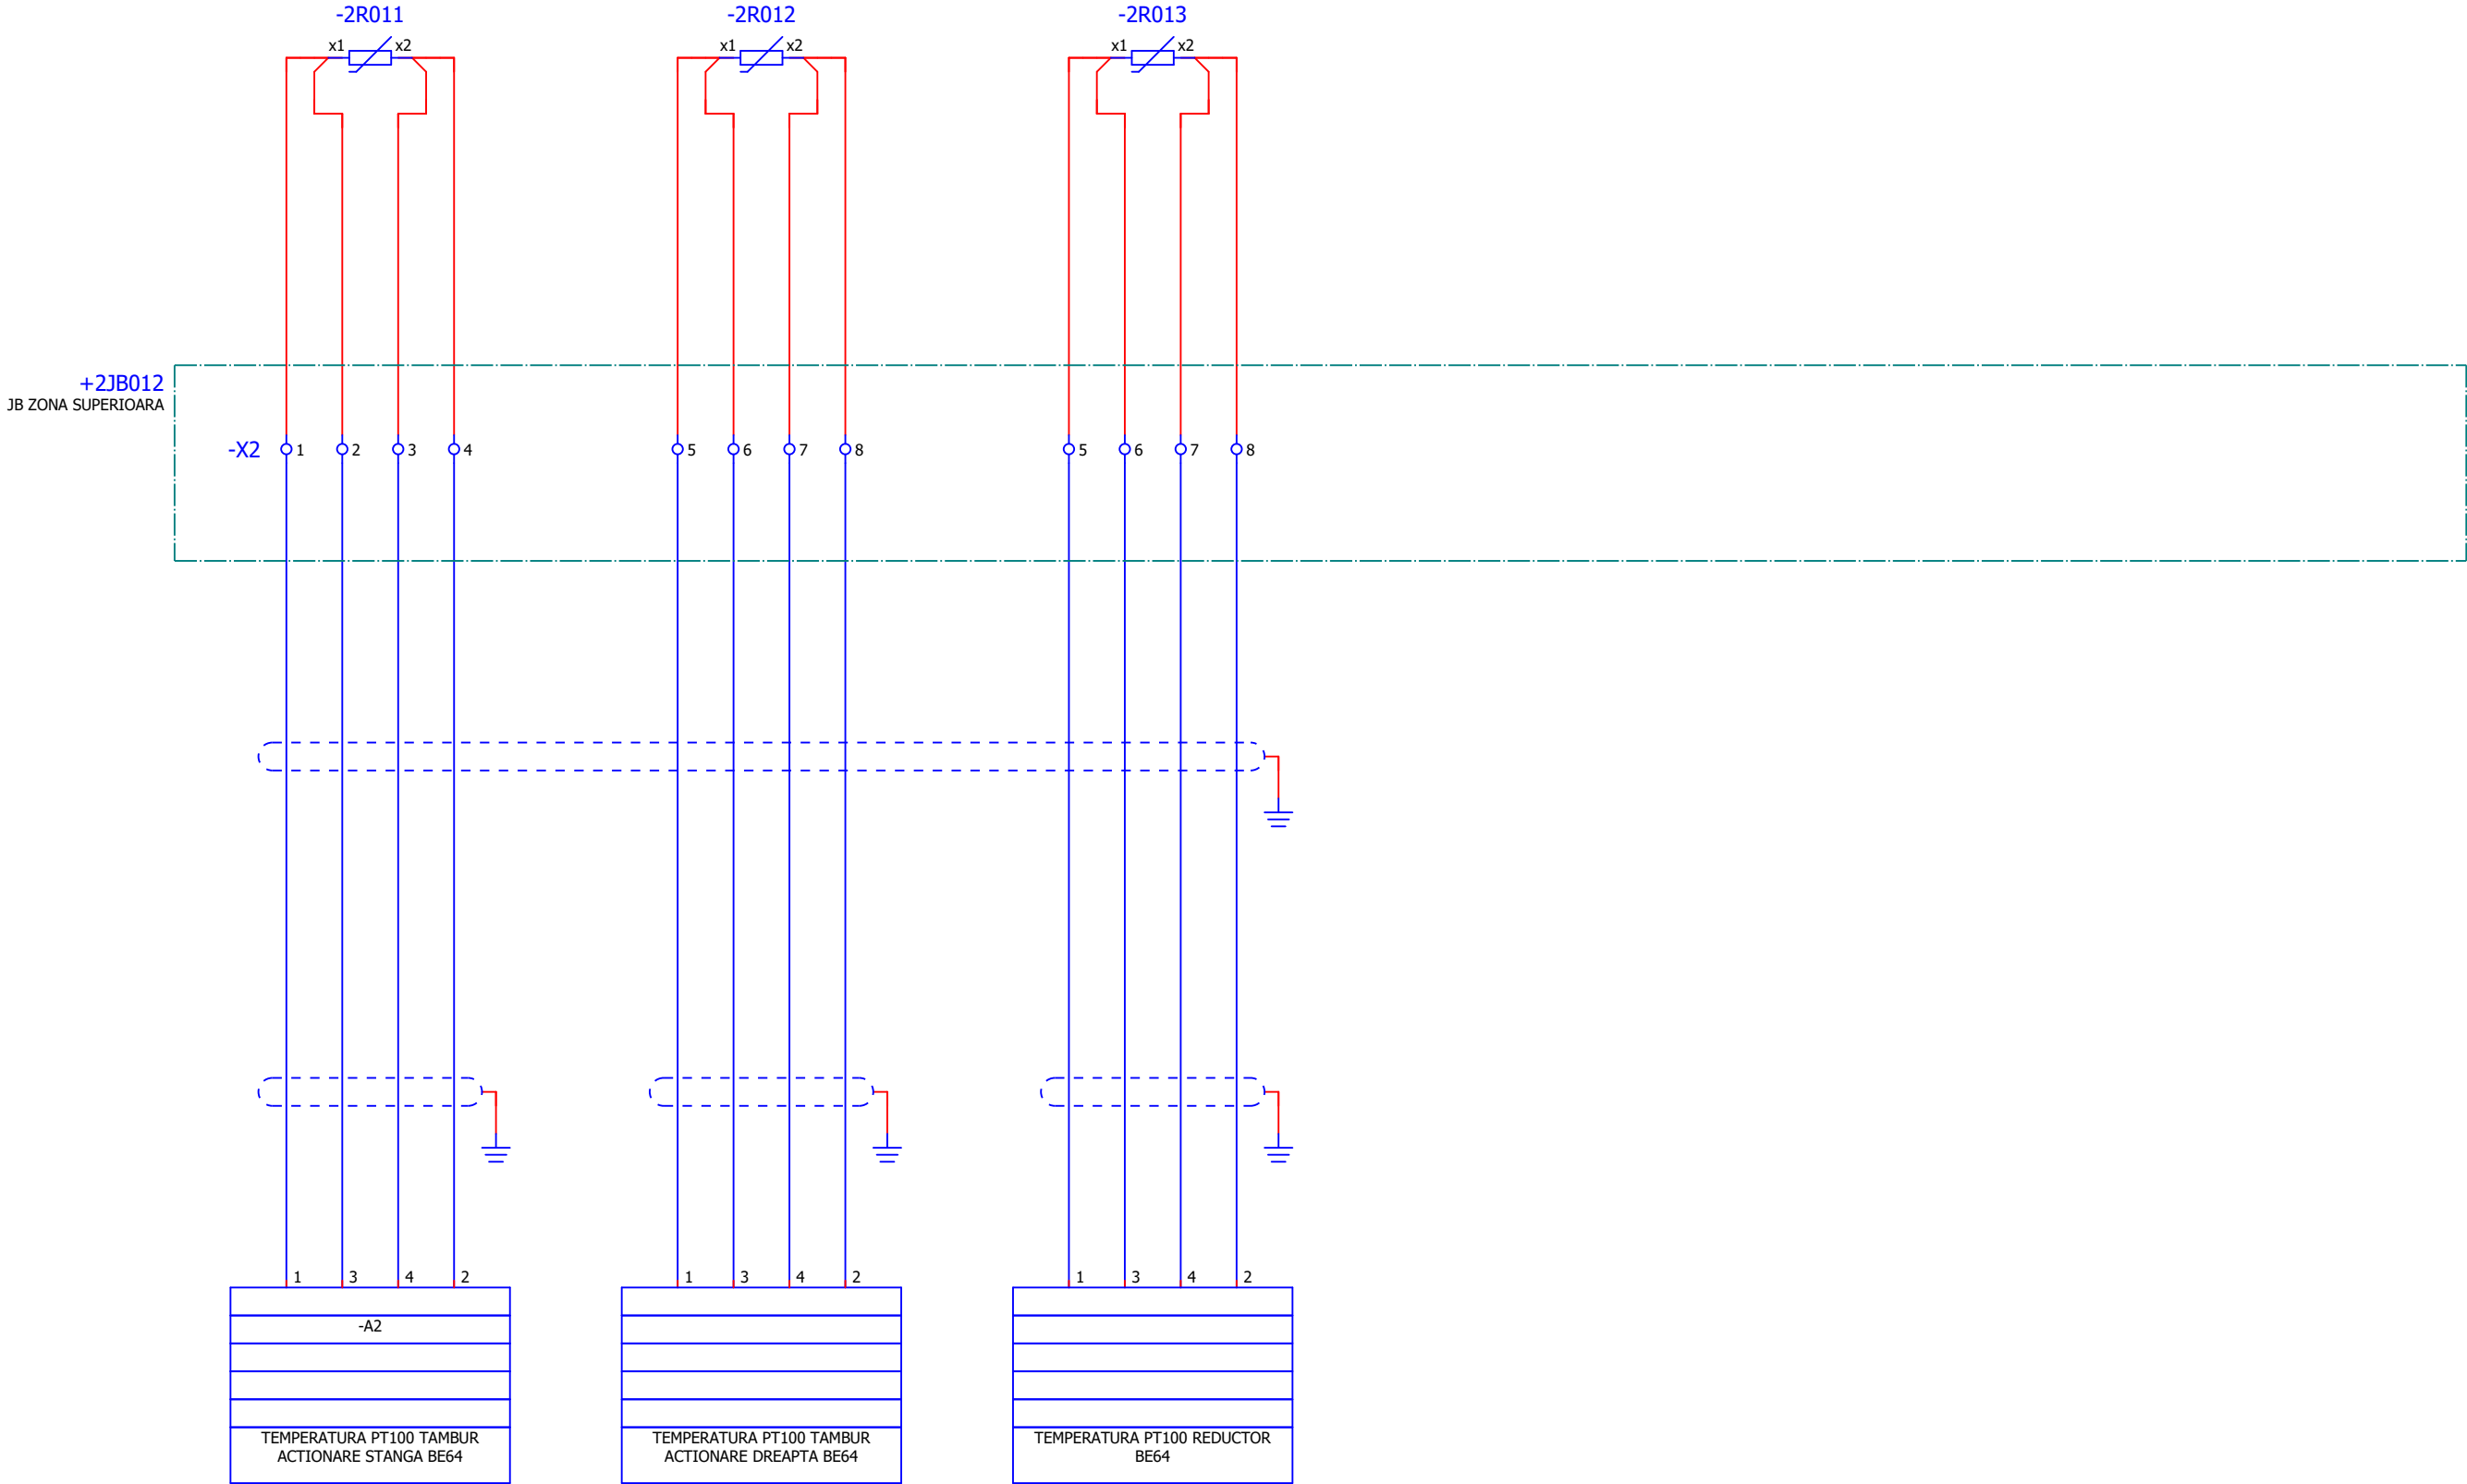 -2R011
-2R012
-2R013
x1
x2
x1
x2
x1
x2
+2JB012
JB ZONA SUPERIOARA
-X2
1
2
3
4
5
6
7
8
5
6
7
8
1
3
4
2
1
3
4
2
1
3
4
2
-A2
TEMPERATURA PT100 TAMBUR
ACTIONARE STANGA BE64
TEMPERATURA PT100 TAMBUR
ACTIONARE DREAPTA BE64
TEMPERATURA PT100 REDUCTOR
BE64